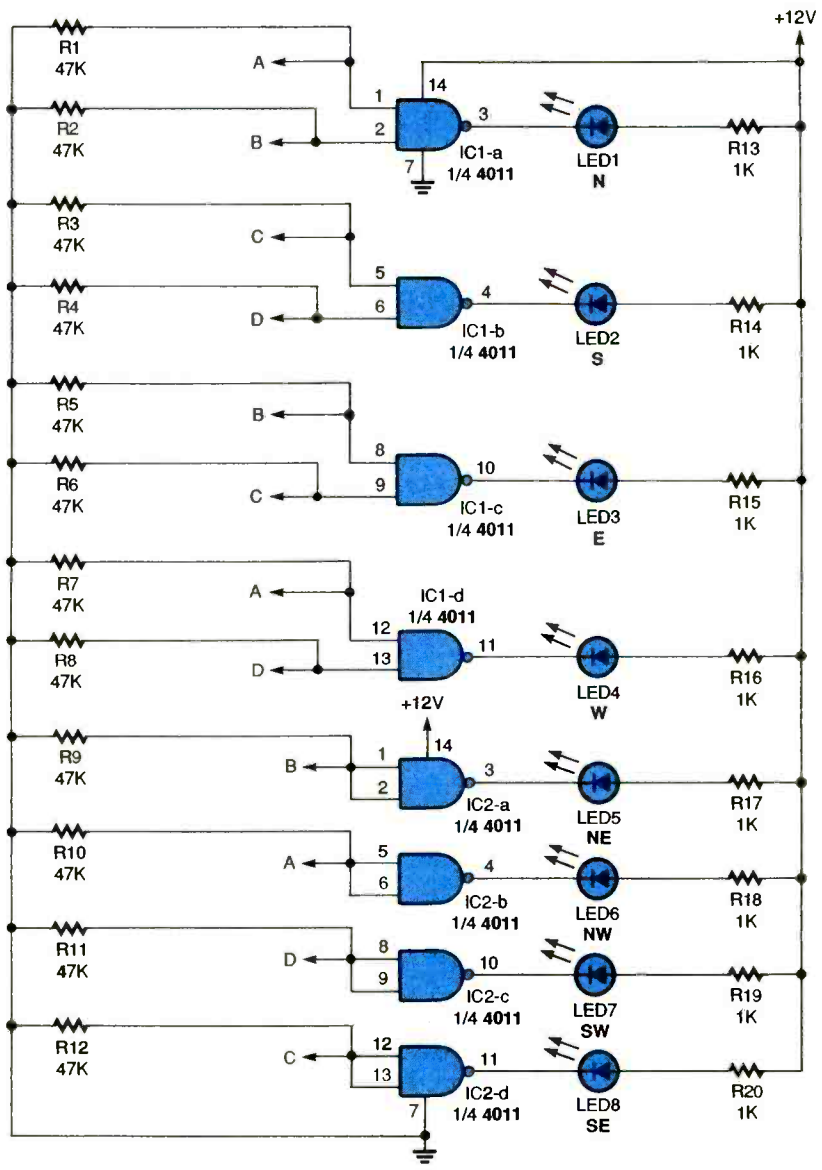 +12V
R1
47K
A
1
14
3
R2
47K
B
2
7
IC1-a
1/4 4011
LED1
N
R13
1K
R3
47K
C
5
4
R4
47K
D
6
IC1-b
1/4 4011
LED2
S
R14
1K
R5
47K
B
8
10
R6
47K
C
9
IC1-c
1/4 4011
LED3
E
R15
1K
R7
47K
A
IC1-d
1/4 4011
12
11
R8
47K
D
13
LED4
W
R16
1K
+12V
14
R9
47K
B
1
2
3
IC2-a
1/4 4011
LED5
NE
R17
1K
R10
47K
A
5
6
4
IC2-b
1/4 4011
LED6
NW
R18
1K
R11
47K
D
8
9
10
IC2-c
1/4 4011
LED7
SW
R19
1K
R12
47K
C
12
13
11
7
IC2-d
1/4 4011
LED8
SE
R20
1K